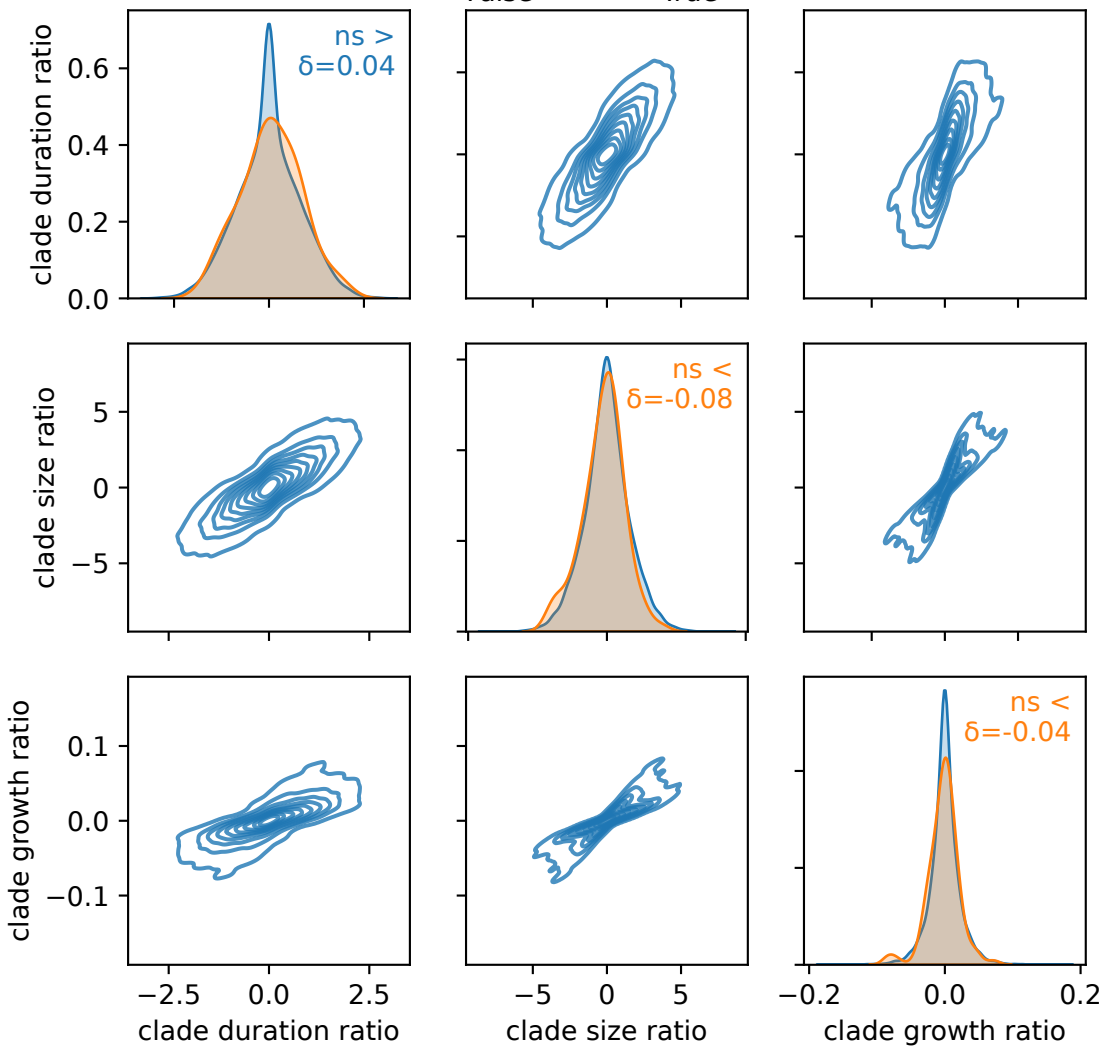 clade duration ratio
0.6
0.4
0.2
0.0
ns >
δ=0.04
clade size ratio
5
0
−5
ns <
δ=-0.08
clade growth ratio
0.1
0.0
−0.1
ns <
δ=-0.04
−2.5
0.0
2.5
−5
0
5
−0.2
0.0
0.2
clade duration ratio
clade size ratio
clade growth ratio